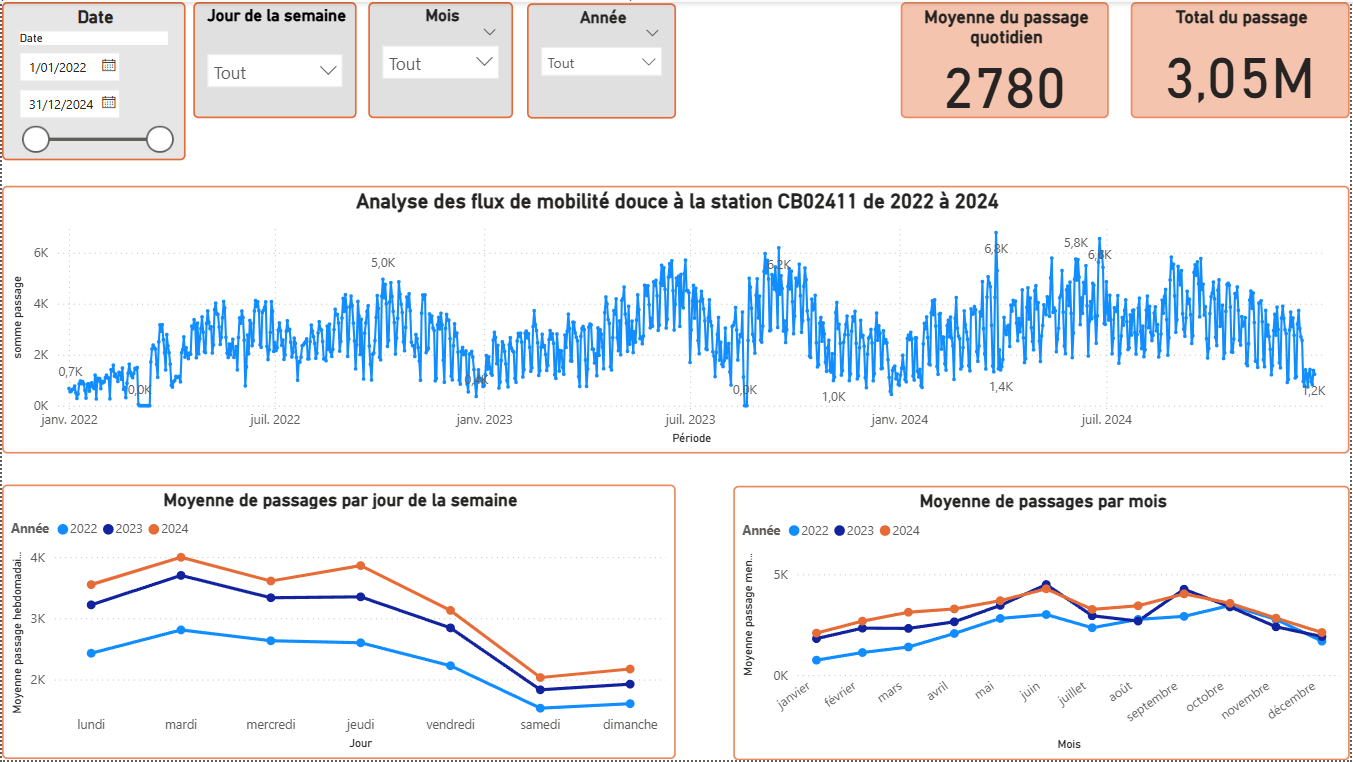 Date
Date
1/01/2022
31/12/2024
Jour de la semaine
Tout
Mois
Tout
Année
Tout
Moyenne du passage
quotidien
2780
Total du passage
3,05M
Analyse des flux de mobilité douce à la station CB02411 de 2022 à 2024
somme passage
6K
4K
2K
0K
0,7K
0,0K
5,0K
0,4K
0,0K
6,2K
1,0K
6,8K
1,4K
5,8K
1,2K
janv. 2022
juil. 2022
janv. 2023
juil. 2023
janv. 2024
juil. 2024
Période
Moyenne de passages par jour de la semaine
Année 2022 2023 2024
Moyenne passage hebdomadai...
4K
3K
2K
lundi mardi mercredi jeudi vendredi samedi dimanche
Jour
Moyenne de passages par mois
Année 2022 2023 2024
Moyenne passage men...
5K
0K
janvier février mars avril mai juin juillet août septembre octobre novembre décembre
Mois